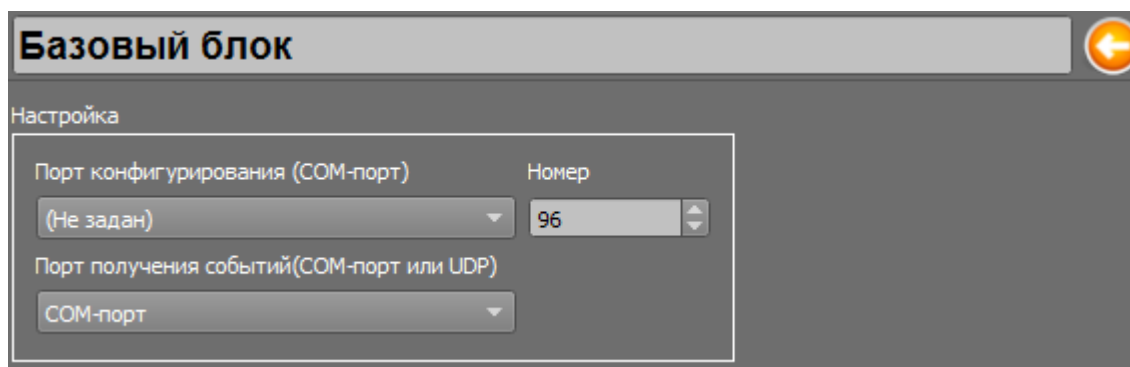 Базовый блок
Настройка
Порт конфигурирования (COM-порт) Номер
(Не задан) 96
Порт получения событий(COM-порт или UDP)
COM-порт